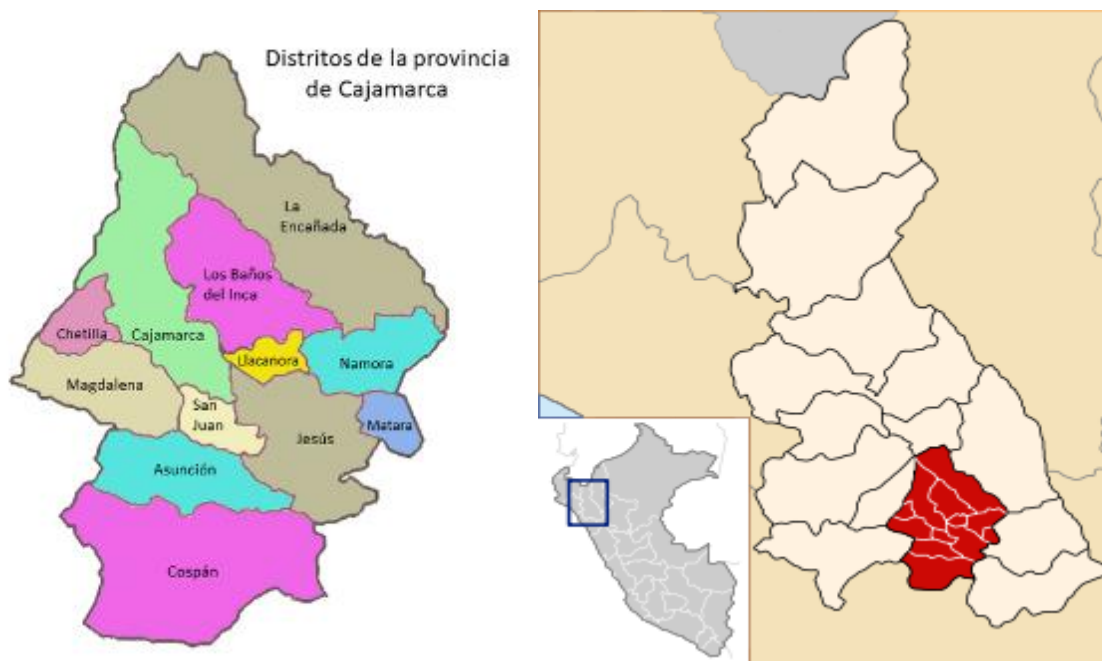 Distritos de la provincia
de Cajamarca
La
Encañada
Los Baños
del Inca
Chetilla
Cajamarca
Llacanora
Namora
Magdalena
San
Juan
Jesús
Matara
Asunción
Cospán